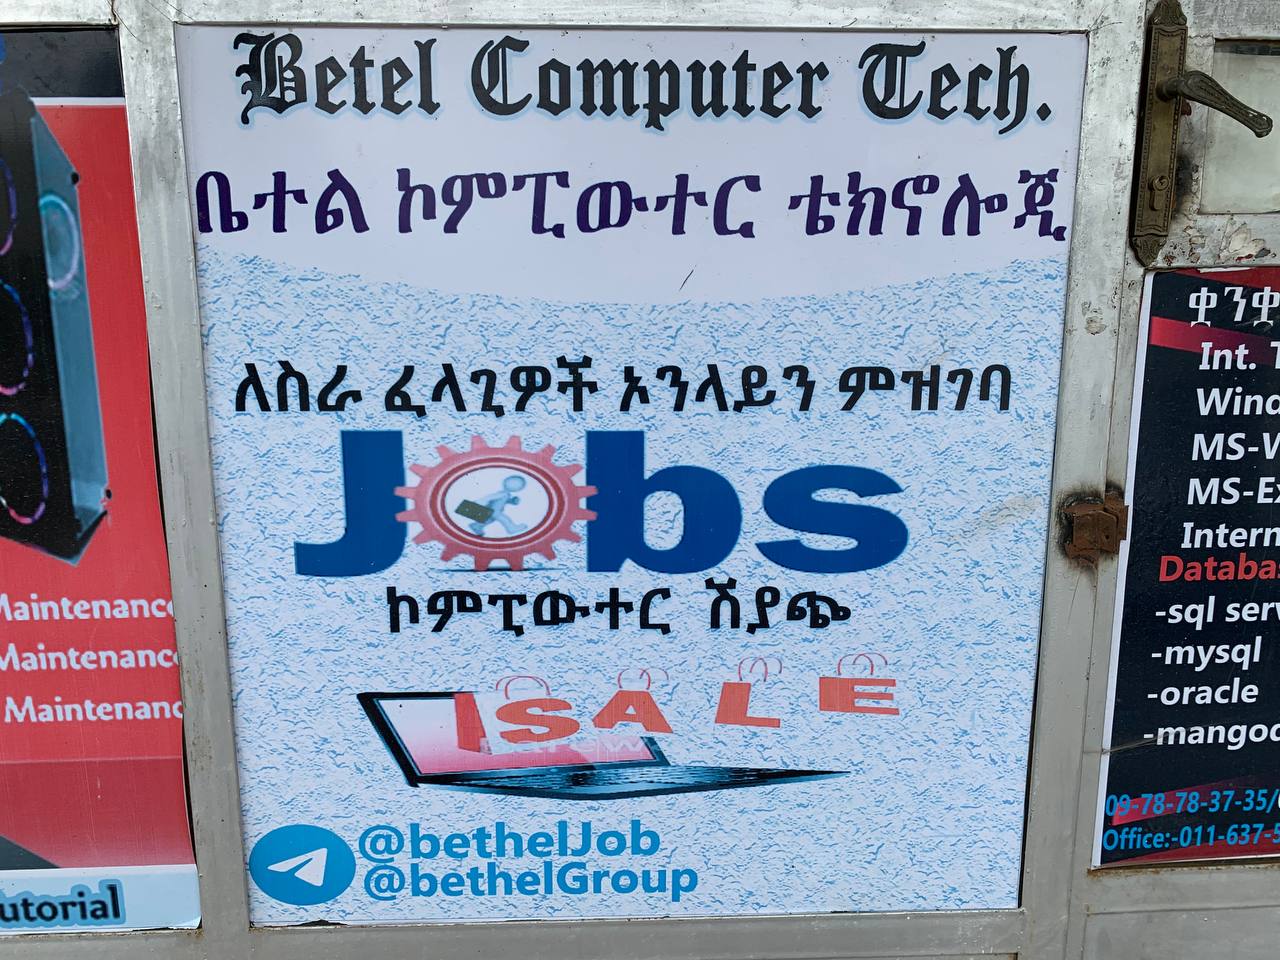 Betel Computer Tech.
ቤተል ኮምፒውተር ቴክኖሎጂ
ለስራ ፈላጊዎች ኦንላይን ምዝገባ
Jobs
ኮምፒውተር ሽያጭ
SALE
@bethelJob
@bethelGroup
Maintenance
Maintenance
Maintenanc
utorial
ቋንቋ
Int. T
Wind
MS-W
MS-Ex
Intern
Databas
-sql serv
-mysql
-oracle
-mangod
09-78-78-37-35/
Office:-011-637-5